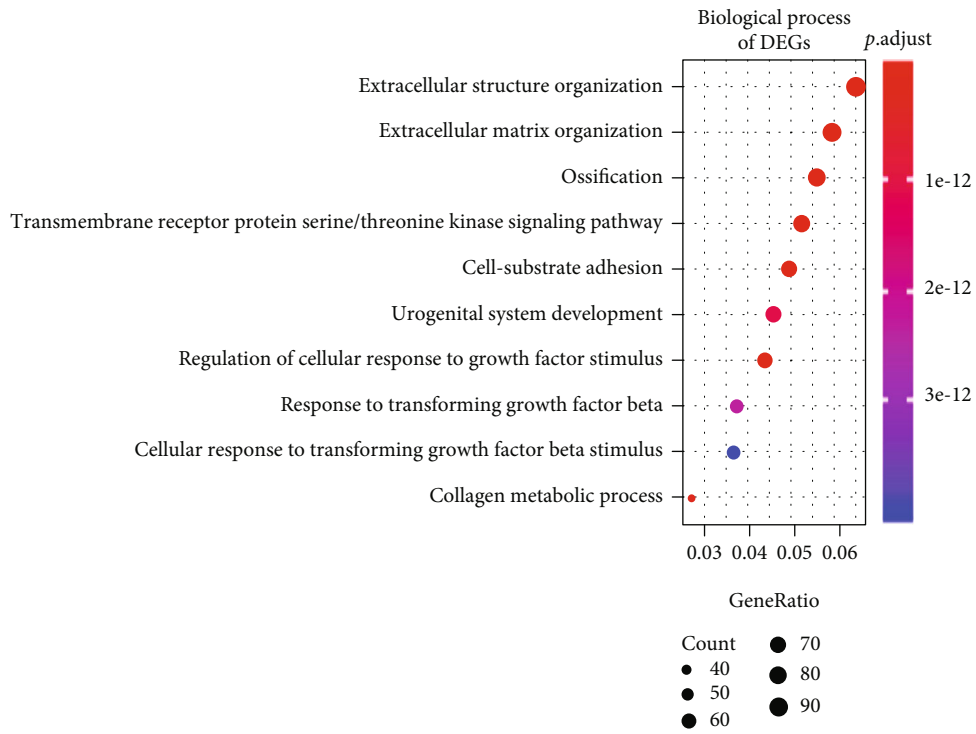 Biological process
of DEGs
p.adjust
Extracellular structure organization
Extracellular matrix organization
Ossification
Transmembrane receptor protein serine/threonine kinase signaling pathway
Cell-substrate adhesion
Urogenital system development
Regulation of cellular response to growth factor stimulus
Response to transforming growth factor beta
Cellular response to transforming growth factor beta stimulus
Collagen metabolic process
1e-12
2e-12
3e-12
0.03 0.04 0.05 0.06
GeneRatio
Count
40
50
60
70
80
90